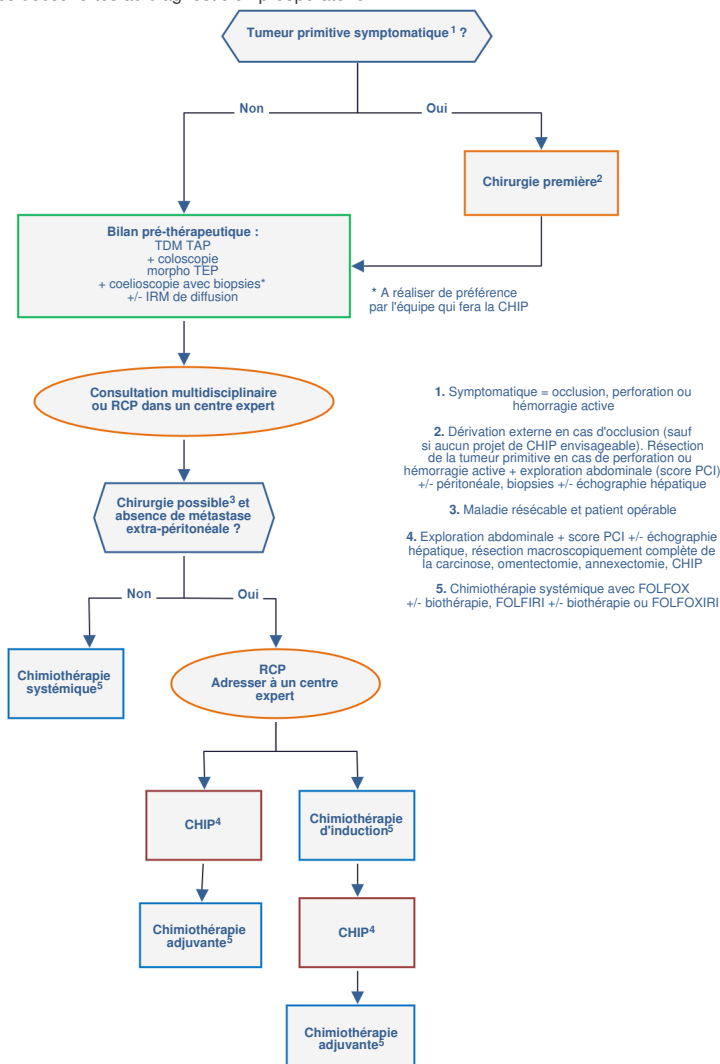 Tumeur primitive symptomatique 1 ?
Non
Oui
Chirurgie première2
Bilan pré-thérapeutique :
TDM TAP
+ coloscopie
morpho TEP
+ coelioscopie avec biopsies*
+/- IRM de diffusion
* A réaliser de préférence
par l'équipe qui fera la CHIP
Consultation multidisciplinaire
ou RCP dans un centre expert
1. Symptomatique = occlusion, perforation ou
hémorragie active
2. Dérivation externe en cas d'occlusion (sauf
si aucun projet de CHIP envisageable). Résection
de la tumeur primitive en cas de perforation ou
hémorragie active + exploration abdominale (score PCI)
+/- péritonéale, biopsies +/- échographie hépatique
3. Maladie résécable et patient opérable
4. Exploration abdominale + score PCI +/- échographie
hépatique, résection macroscopiquement complète de
la carcinose, omentectomie, annexectomie, CHIP
5. Chimiothérapie systémique avec FOLFOX
+/- biothérapie, FOLFIRI +/- biothérapie ou FOLFOXIRI
Chirurgie possible3 et
absence de métastase
extra-péritonéale ?
Non
Oui
Chimiothérapie
systémique5
RCP
Adresser à un centre
expert
CHIP4
Chimiothérapie
d'induction5
Chimiothérapie
adjuvante5
CHIP4
Chimiothérapie
adjuvante5